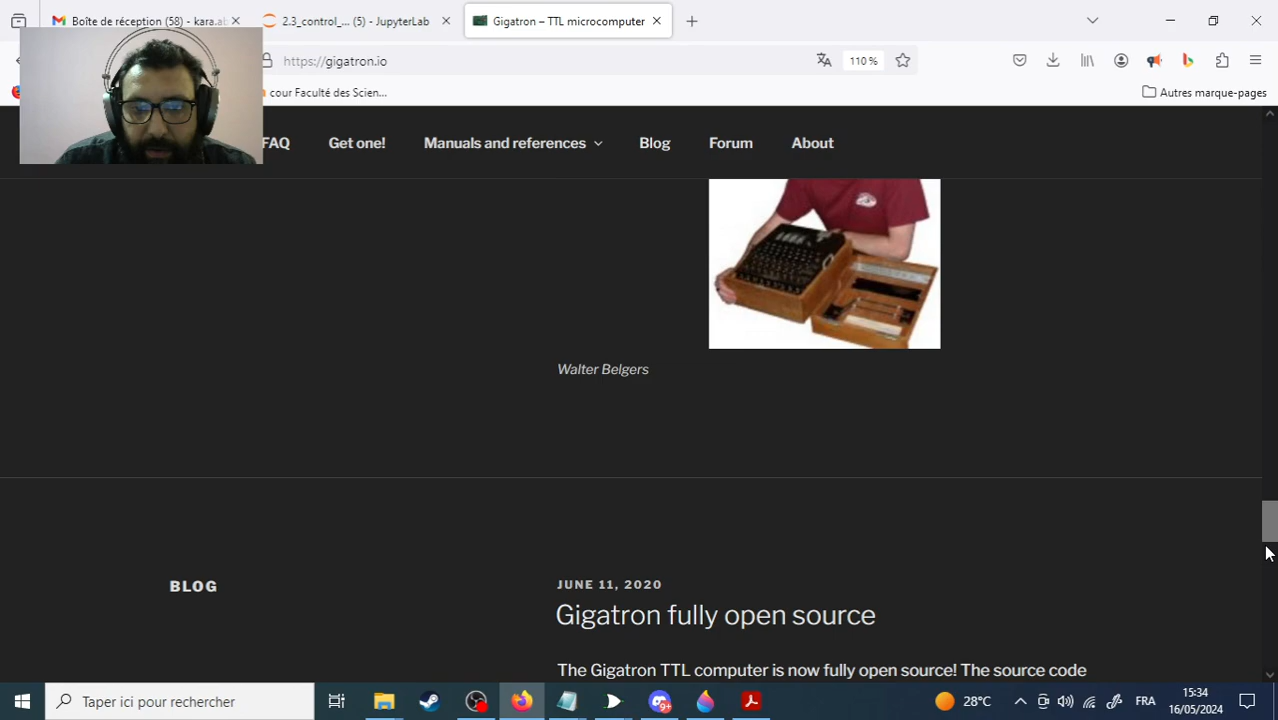 Boîte de réception (58) - kara.ab
2.3_control_... (5) - JupyterLab
Gigatron – TTL microcomputer
https://gigatron.io
110 %
cour Faculté des Scien...
Autres marque-pages
FAQ
Get one!
Manuals and references
Blog
Forum
About
Walter Belgers
BLOG
JUNE 11, 2020
Gigatron fully open source
The Gigatron TTL computer is now fully open source! The source code
Taper ici pour rechercher
9+
28°C
FRA
15:34
16/05/2024